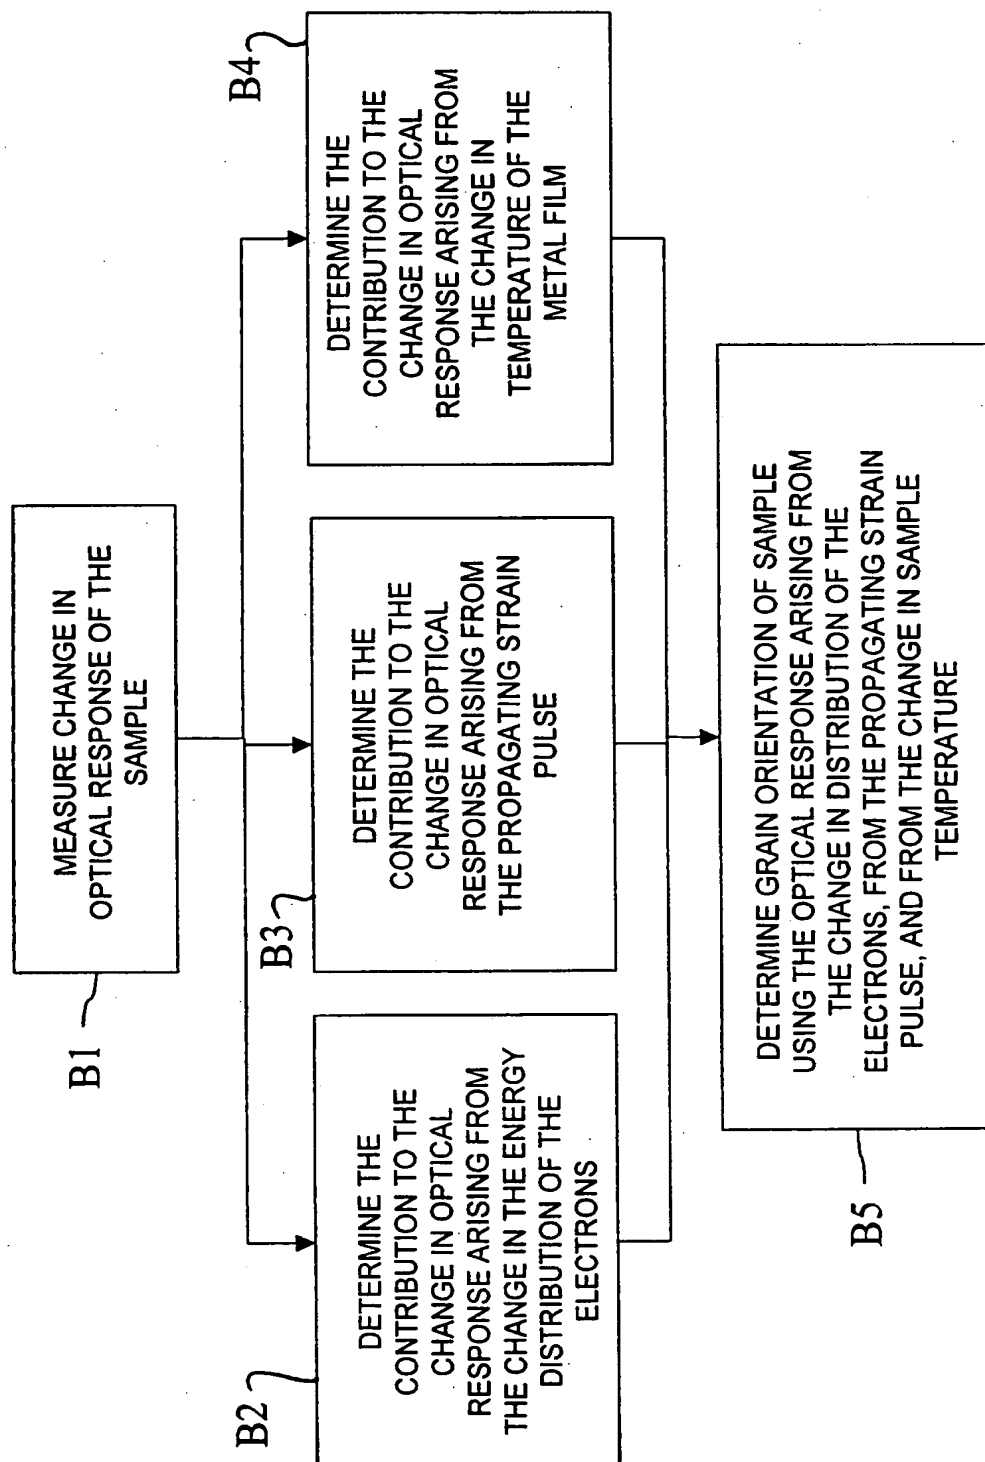 B1
MEASURE CHANGE IN
OPTICAL RESPONSE OF THE
SAMPLE
B2
DETERMINE THE
CONTRIBUTION TO THE
CHANGE IN OPTICAL
RESPONSE ARISING FROM
THE CHANGE IN THE ENERGY
DISTRIBUTION OF THE
ELECTRONS
B3
DETERMINE THE
CONTRIBUTION TO THE
CHANGE IN OPTICAL
RESPONSE ARISING FROM
THE PROPAGATING STRAIN
PULSE
B4
DETERMINE THE
CONTRIBUTION TO THE
CHANGE IN OPTICAL
RESPONSE ARISING FROM
THE CHANGE IN
TEMPERATURE OF THE
METAL FILM
B5
DETERMINE GRAIN ORIENTATION OF SAMPLE
USING THE OPTICAL RESPONSE ARISING FROM
THE CHANGE IN DISTRIBUTION OF THE
ELECTRONS, FROM THE PROPAGATING STRAIN
PULSE, AND FROM THE CHANGE IN SAMPLE
TEMPERATURE